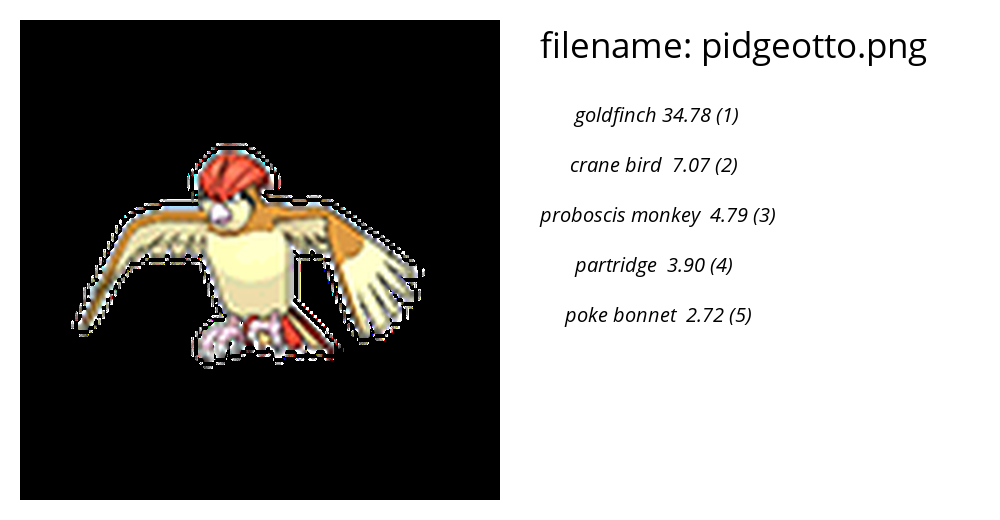 filename: pidgeotto.png
goldfinch 34.78 (1)
crane bird 7.07 (2)
proboscis monkey 4.79 (3)
partridge 3.90 (4)
poke bonnet 2.72 (5)